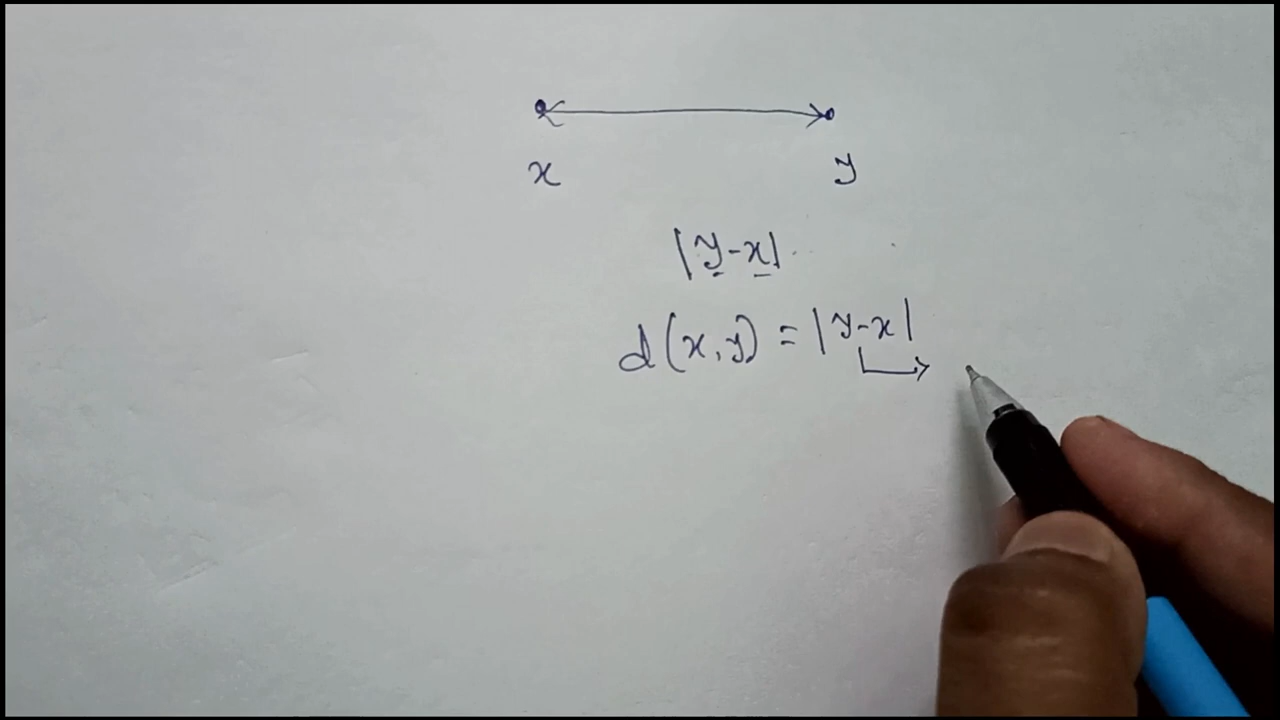 x y
|y-x|
d(x,y) = |y-x|